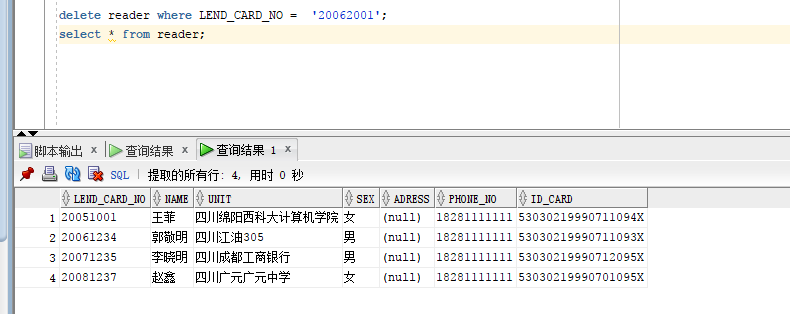 delete reader where LEND_CARD_NO = '20062001';
select * from reader;
脚本输出 x 查询结果 x 查询结果 1 x
SQL | 提取的所有行: 4, 用时 0 秒
LEND_CARD_NO NAME UNIT SEX ADRESS PHONE_NO ID_CARD
1 20051001 王菲 四川绵阳西科大计算机学院 女 (null) 18281111111 53030219990711094X
2 20061234 郭敬明 四川江油305 男 (null) 18281111111 53030219990711093X
3 20071235 李晓明 四川成都工商银行 男 (null) 18281111111 53030219990712095X
4 20081237 赵鑫 四川广元广元中学 女 (null) 18281111111 53030219990701095X